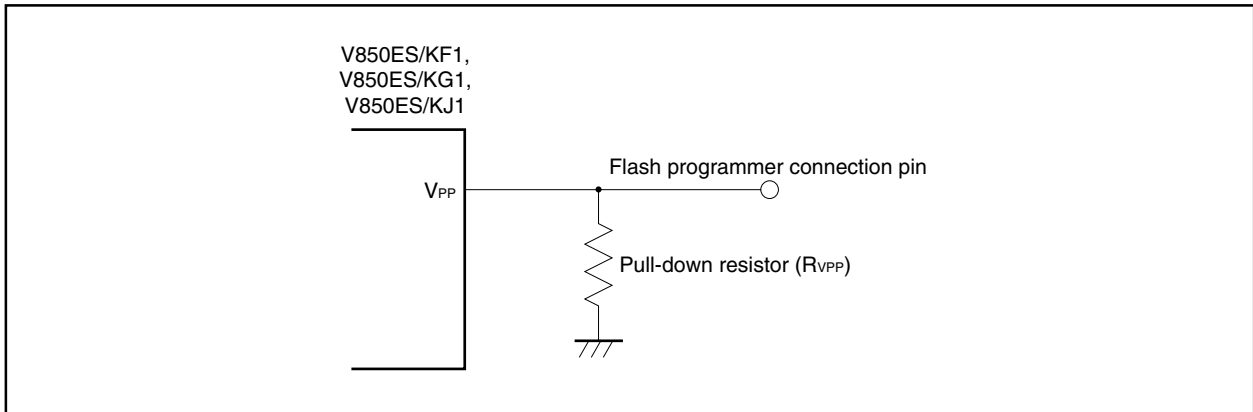 V850ES/KF1,
V850ES/KG1,
V850ES/KJ1
Flash programmer connection pin
VPP
Pull-down resistor (RVPP)